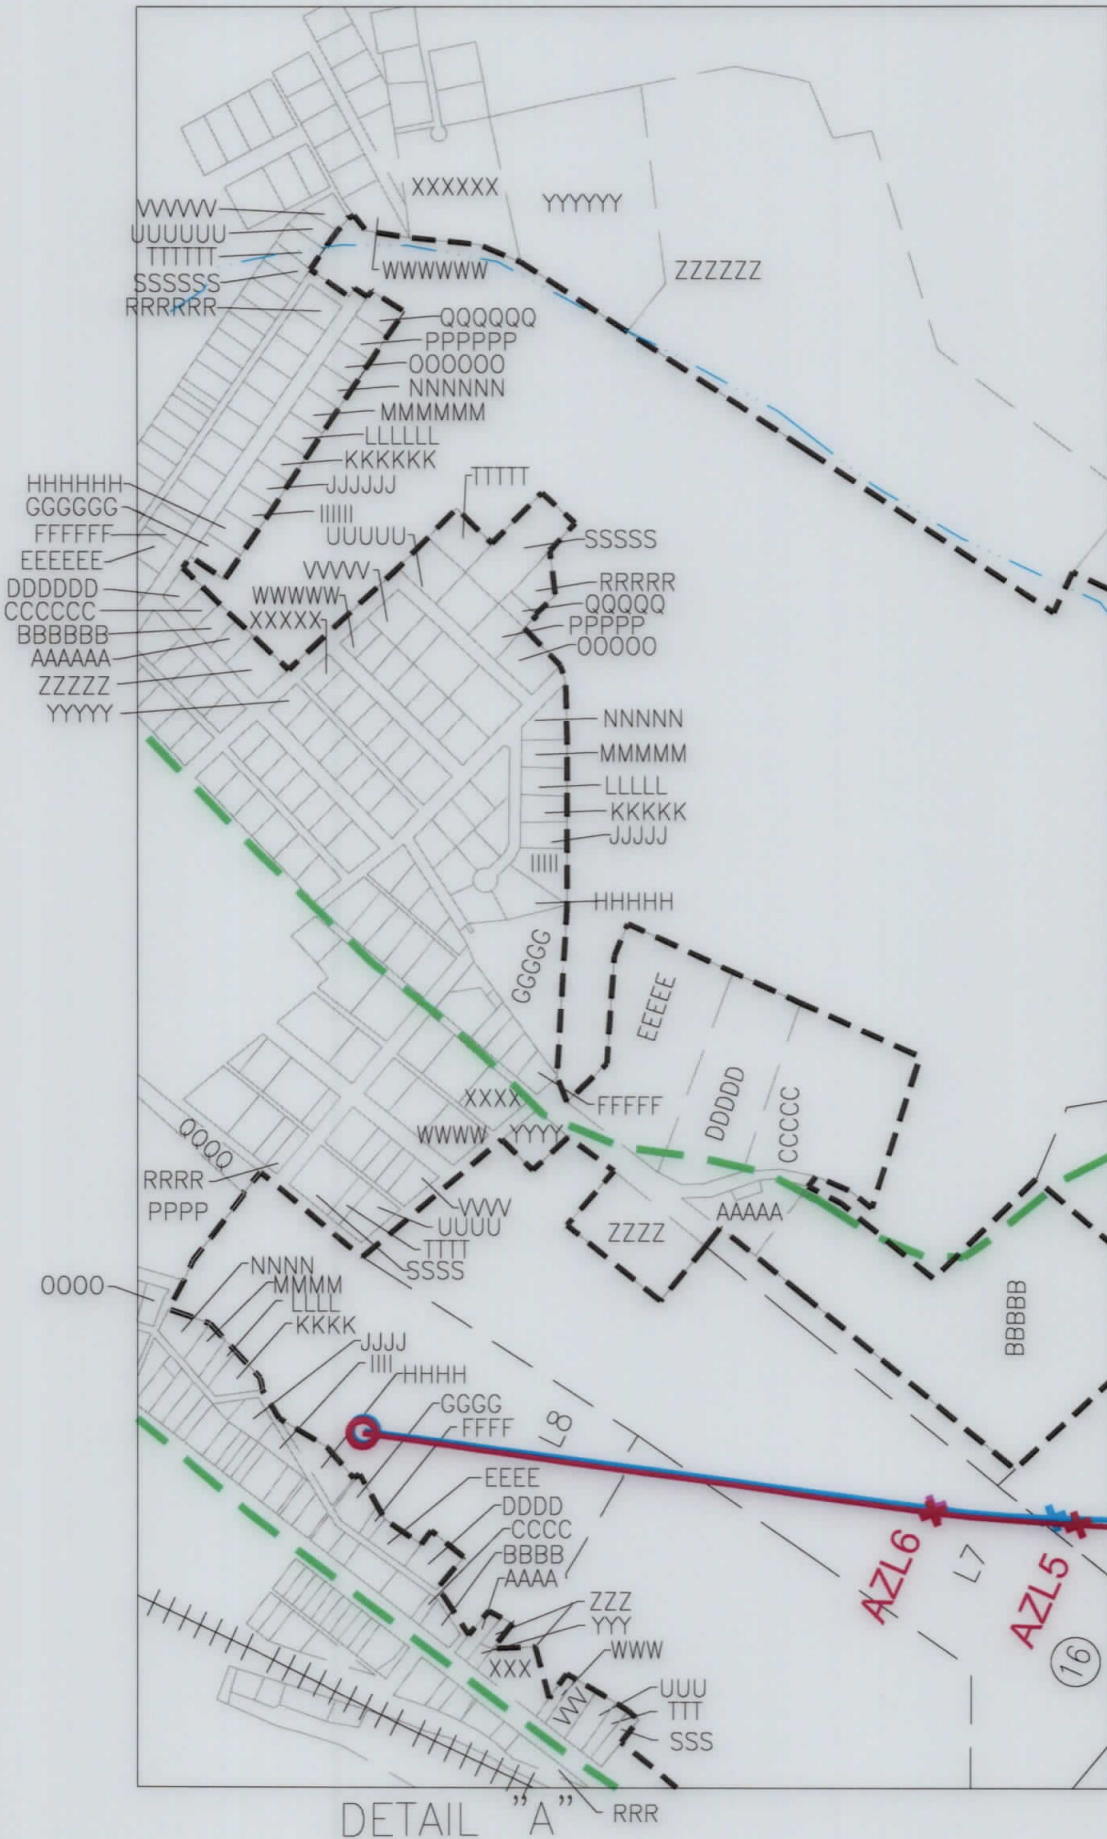 XXXXXX
YYYYYY
ZZZZZZ
VVVVVV
UUUUUU
TTTTTT
SSSSSS
RRRRRR
WWWWWW
QQQQQQ
PPPPPP
OOOOOO
NNNNNN
MMMMMM
LLLLLL
KKKKKK
JJJJJJ
IIIIII
HHHHHH
GGGGGG
FFFFFF
EEEEEE
DDDDDD
CCCCCC
BBBBBB
AAAAAA
ZZZZZ
YYYYY
TTTTT
UUUUU
VVVVV
WWWWW
XXXXX
SSSSS
RRRRR
QQQQQ
PPPPP
OOOOO
NNNNN
MMMMM
LLLLL
KKKKK
JJJJJ
IIIII
HHHHH
GGGGG
EEEEE
DDDDD
CCCCC
FFFFF
XXXX
WWWW
YYYY
QQQQ
RRRR
PPPP
VVVV
UUUU
TTTT
SSSS
ZZZZ
AAAAA
BBBBB
OOOO
NNNN
MMMM
LLLL
KKKK
JJJJ
IIII
HHHH
GGGG
FFFF
EEEE
DDDD
CCCC
BBBB
AAAA
ZZZ
YYY
XXX
WWW
VVV
UUU
TTT
SSS
L8
AZL6
L7
AZL5
16
RRR
DETAIL "A"